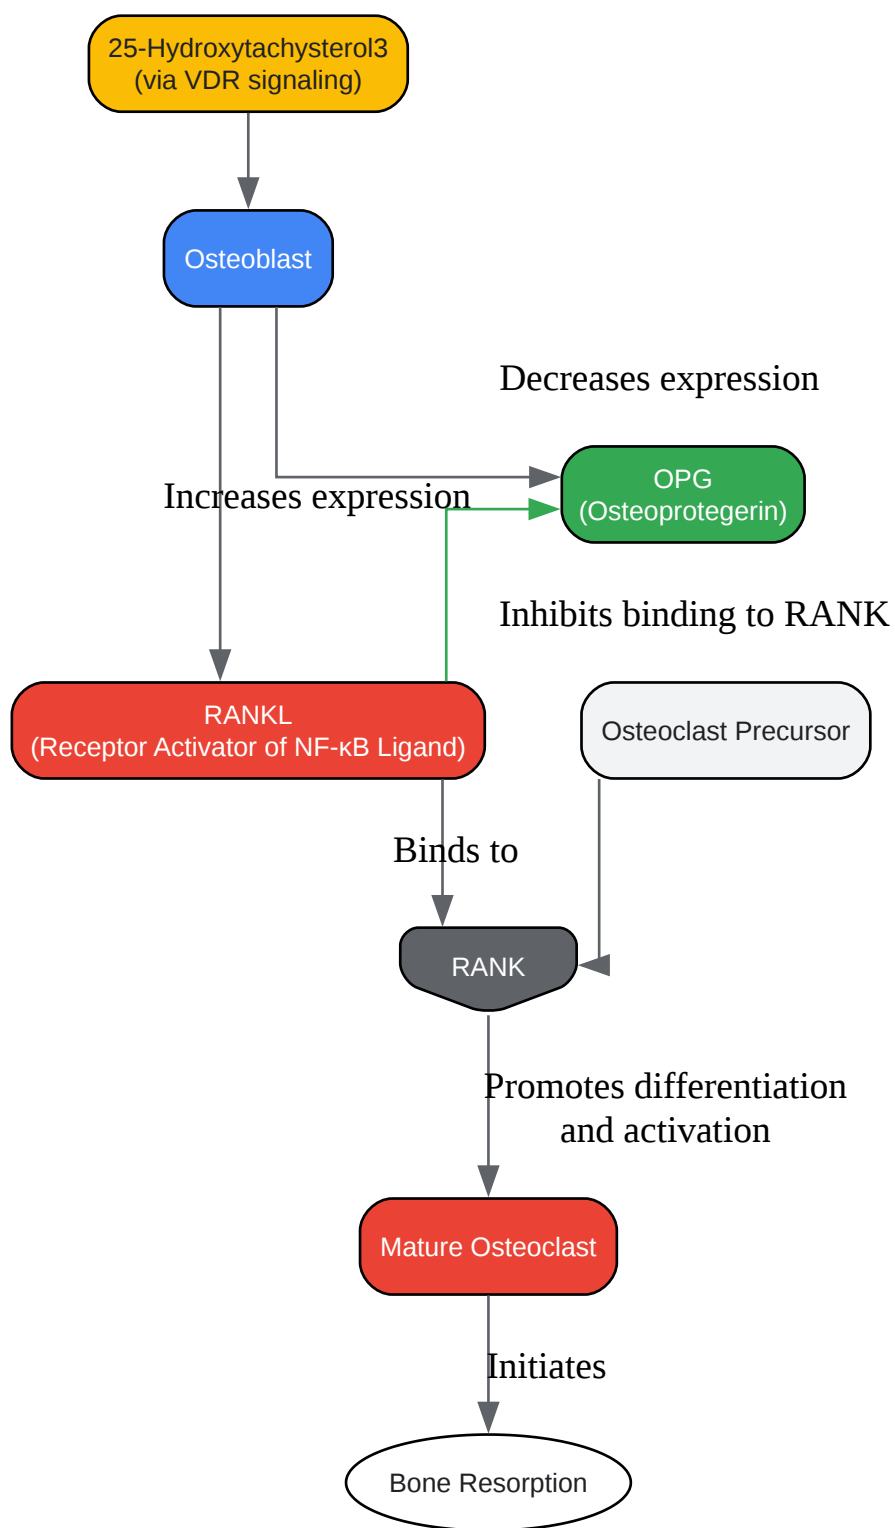 25-Hydroxytachysterol3
(via VDR signaling)
Osteoblast
Decreases expression
OPG
(Osteoprotegerin)
Increases expression
Inhibits binding to RANK
RANKL
(Receptor Activator of NF-κB Ligand)
Osteoclast Precursor
Binds to
RANK
Promotes differentiation
and activation
Mature Osteoclast
Initiates
Bone Resorption